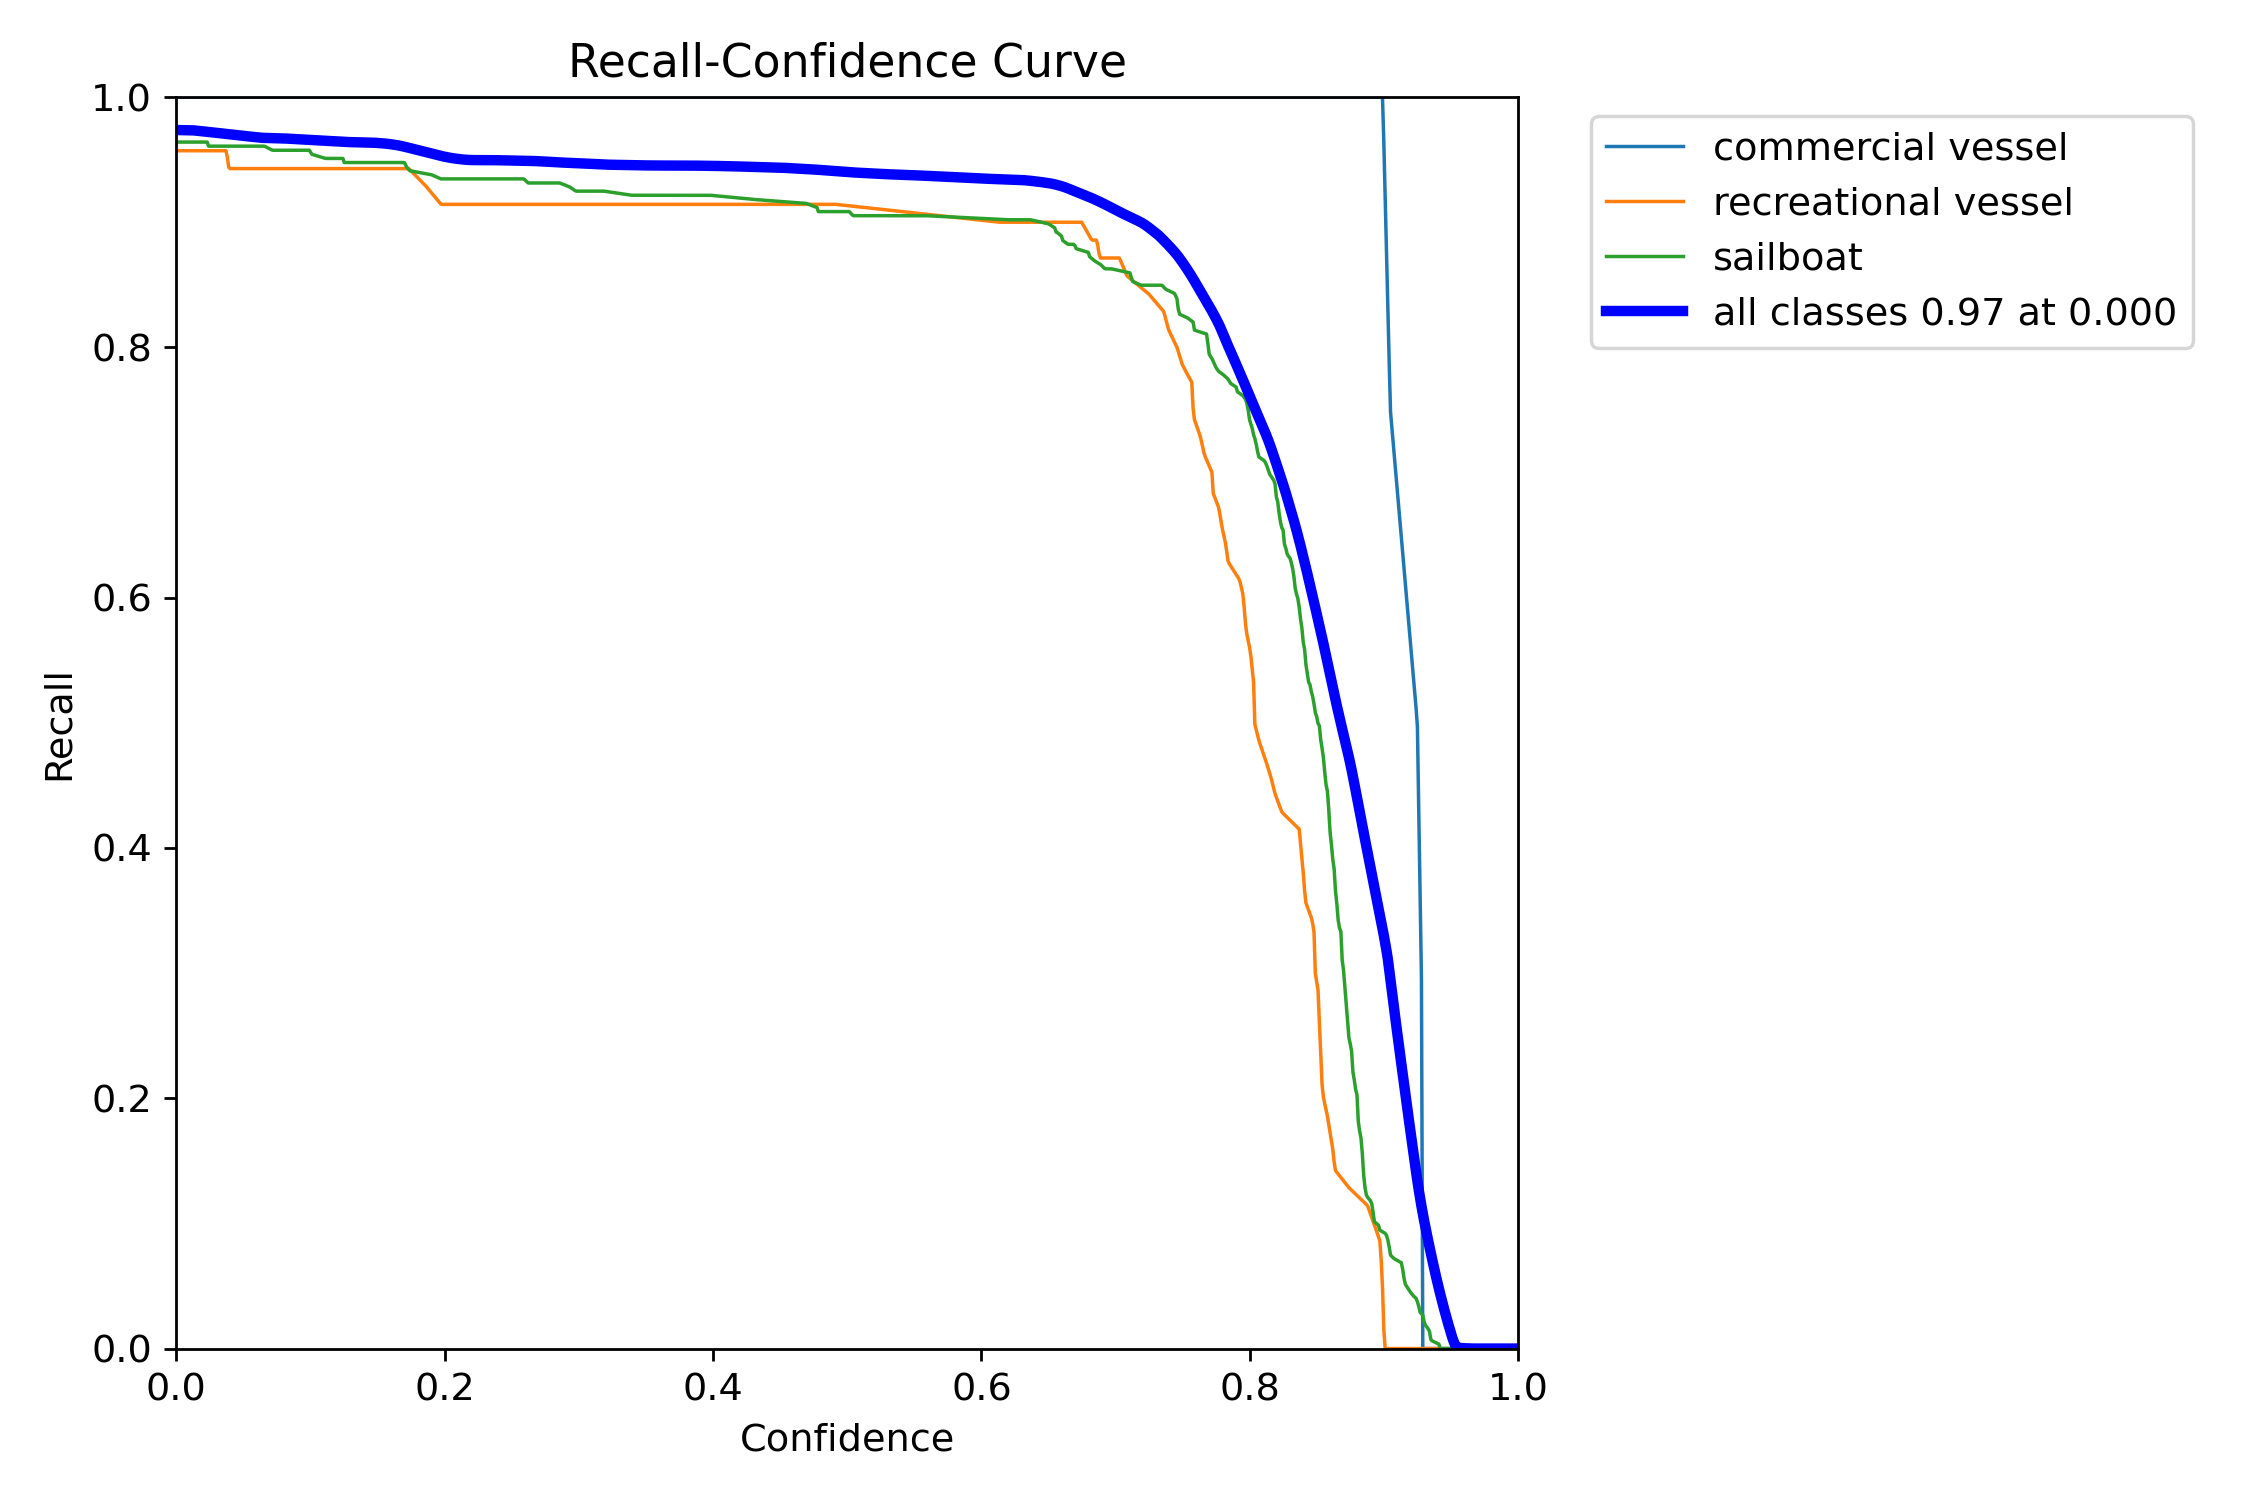 Recall-Confidence Curve
1.0
0.8
0.6
0.4
0.2
0.0
Recall
0.0 0.2 0.4 0.6 0.8 1.0
Confidence
commercial vessel
recreational vessel
sailboat
all classes 0.97 at 0.000